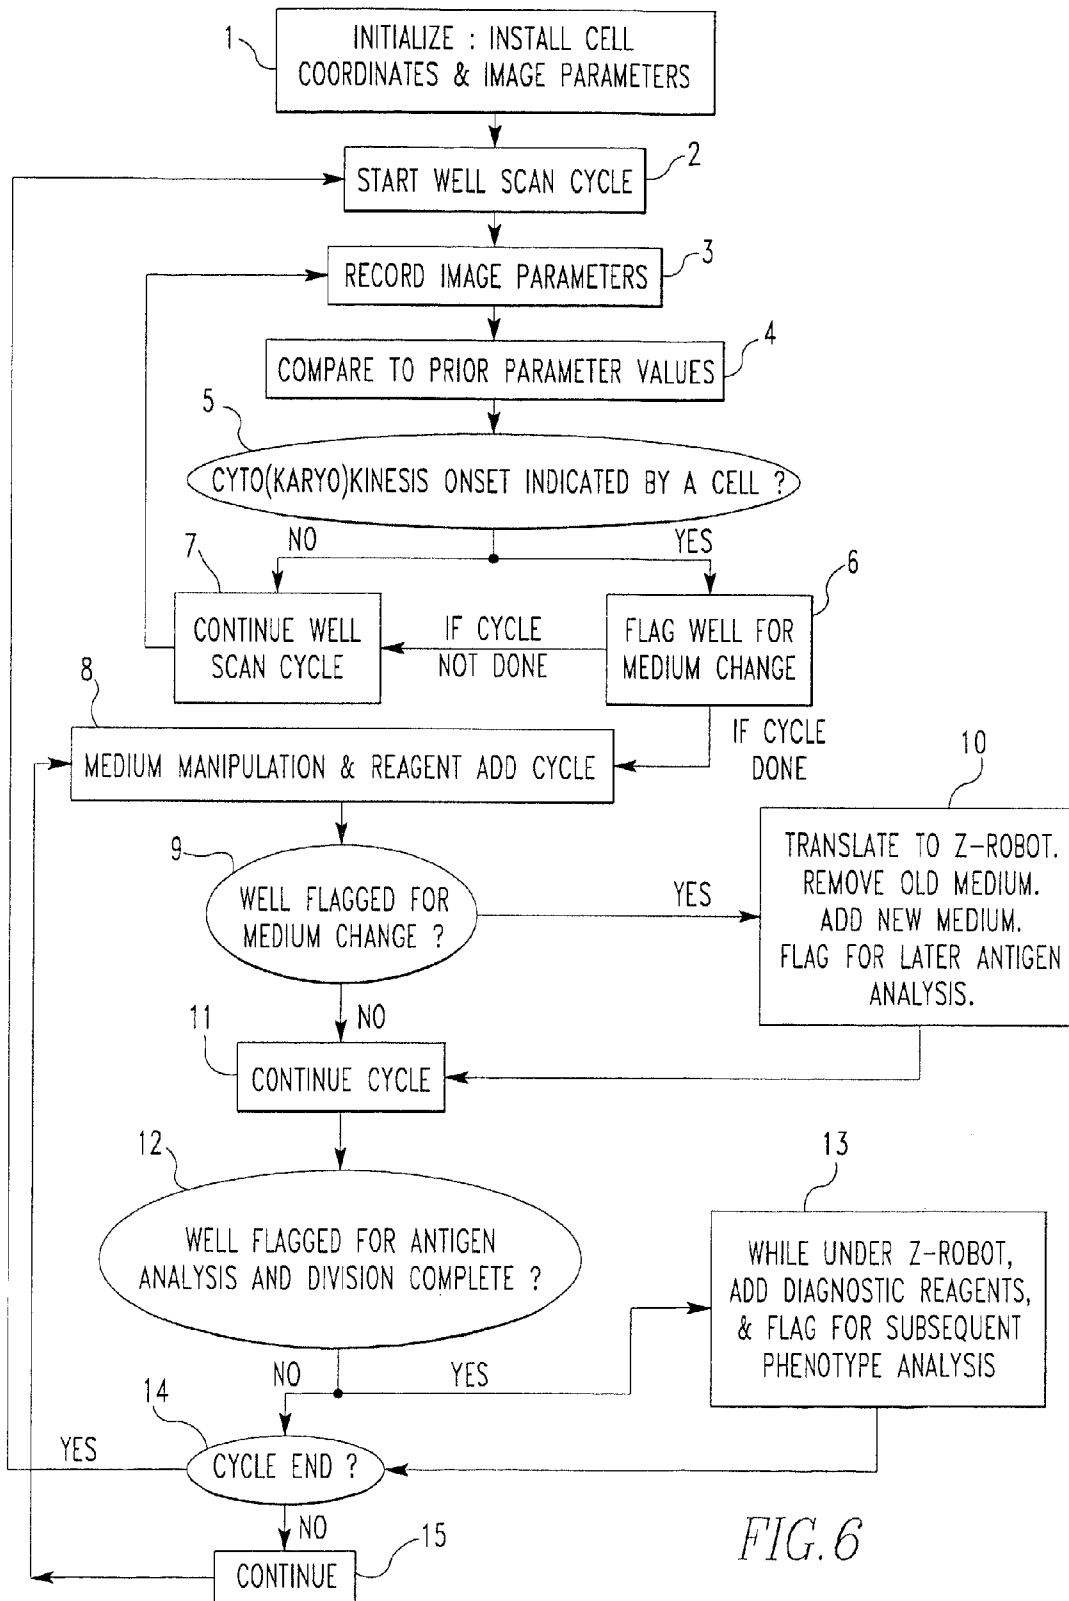 1
INITIALIZE : INSTALL CELL
COORDINATES & IMAGE PARAMETERS
2
START WELL SCAN CYCLE
3
RECORD IMAGE PARAMETERS
4
COMPARE TO PRIOR PARAMETER VALUES
5
CYTO(KARYO)KINESIS ONSET INDICATED BY A CELL ?
NO
YES
7
CONTINUE WELL
SCAN CYCLE
IF CYCLE
NOT DONE
6
FLAG WELL FOR
MEDIUM CHANGE
IF CYCLE
DONE
8
MEDIUM MANIPULATION & REAGENT ADD CYCLE
9
WELL FLAGGED FOR
MEDIUM CHANGE ?
YES
10
TRANSLATE TO Z-ROBOT.
REMOVE OLD MEDIUM.
ADD NEW MEDIUM.
FLAG FOR LATER ANTIGEN
ANALYSIS.
NO
11
CONTINUE CYCLE
12
WELL FLAGGED FOR ANTIGEN
ANALYSIS AND DIVISION COMPLETE ?
NO
YES
13
WHILE UNDER Z-ROBOT,
ADD DIAGNOSTIC REAGENTS,
& FLAG FOR SUBSEQUENT
PHENOTYPE ANALYSIS
14
CYCLE END ?
YES
NO
15
CONTINUE
FIG.6